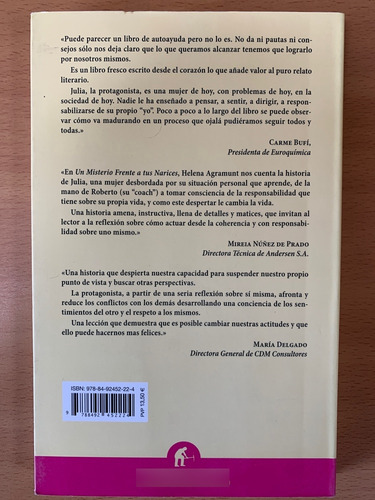 «Puede parecer un libro de autoayuda pero no lo es. No da ni pautas ni con-
sejos sólo nos deja claro que lo que queramos alcanzar tenemos que lograrlo
por nosotros mismos.
Es un libro fresco escrito desde el corazón lo que añade valor al puro relato
literario.
Julia, la protagonista, es una mujer de hoy, con problemas de hoy, en
la sociedad de hoy. Nadie le ha enseñado a pensar, a sentir, a dirigir, a respon-
sabilizarse de su propio “yo”. Poco a poco a lo largo del libro se puede obser-
var cómo va madurando en un proceso que ojalá pudiéramos seguir todos y
todas.»
Carme Bufí,
Presidenta de Euroquímica
«En Un Misterio Frente a tus Narices, Helena Agramunt nos cuenta la historia
de Julia, una mujer desbordada por su situación personal que aprende, de la
mano de Roberto (su “coach”) a tomar consciencia de la responsabilidad que
tiene sobre su propia vida, y como este despertar le cambia la vida.
Una historia amena, instructiva, llena de detalles y matices, que invitan al
lector a la reflexión sobre cómo actuar desde la coherencia y con responsabi-
lidad sobre uno mismo.»
Mireia Núñez de Prado
Directora Técnica de Andersen S.A.
«Una historia que despierta nuestra capacidad para suspender nuestro propio
punto de vista y buscar otras perspectivas.
La protagonista, a partir de una seria reflexión sobre sí misma, afronta y
reduce los conflictos con los demás desarrollando una conciencia de los sen-
timientos del otro y el respeto a los mismos.
Una lección que demuestra que es posible cambiar nuestras actitudes y que
ello puede hacernos mas felices.»
María Delgado
Directora General de CDM Consultores
ISBN: 978-84-92452-22-4
9 788492 452224
PVP 13,50 €